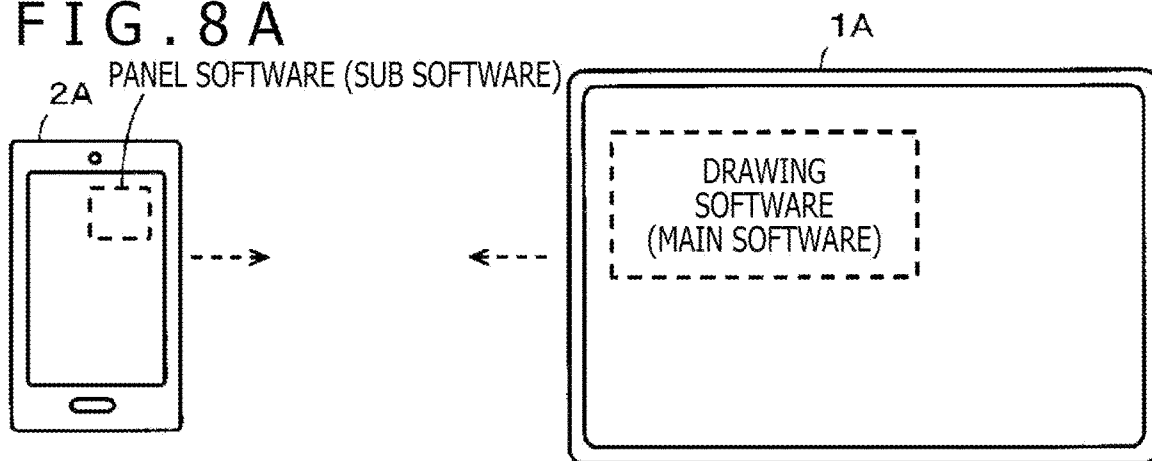 FIG.8A
1A
PANEL SOFTWARE (SUB SOFTWARE)
2A
DRAWING
SOFTWARE
(MAIN SOFTWARE)